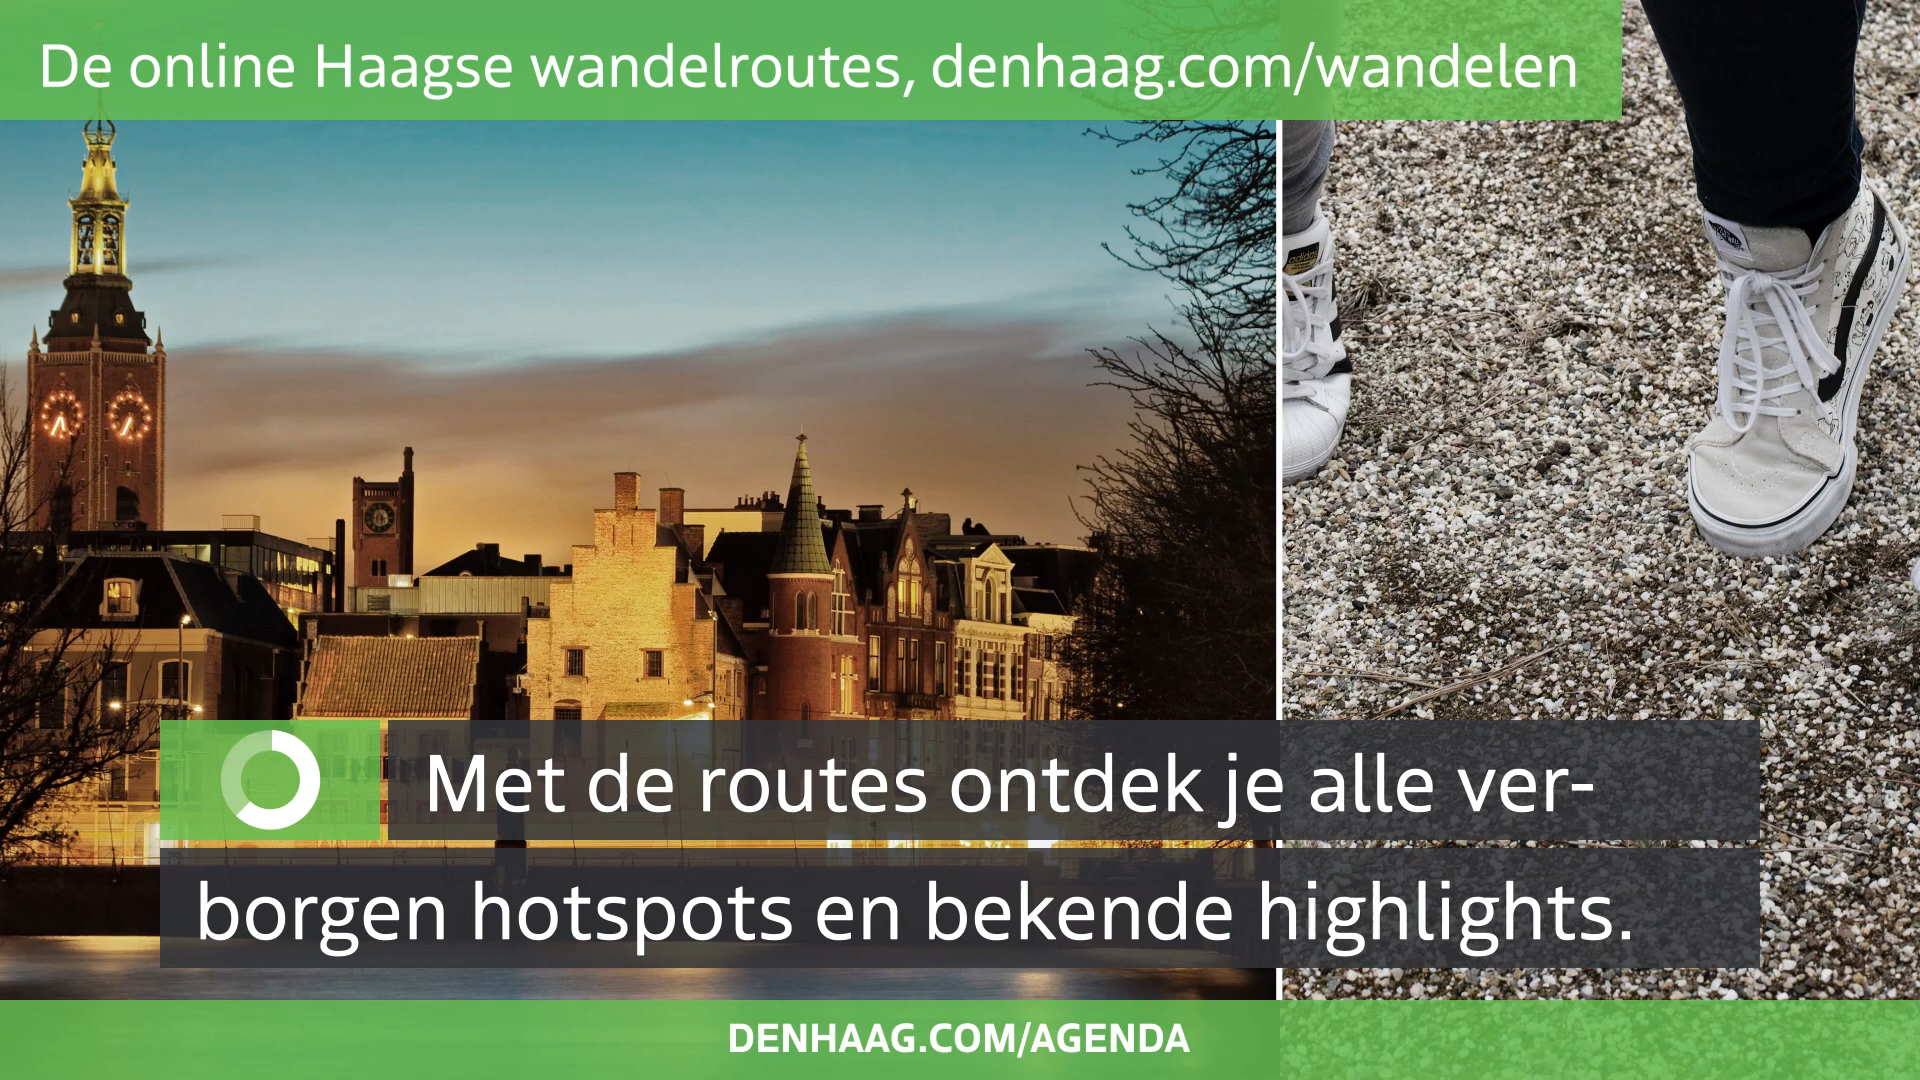 De online Haagse wandelroutes, denhaag.com/wandelen
adidas
Met de routes ontdek je alle ver-
borgen hotspots en bekende highlights.
DENHAAG.COM/AGENDA